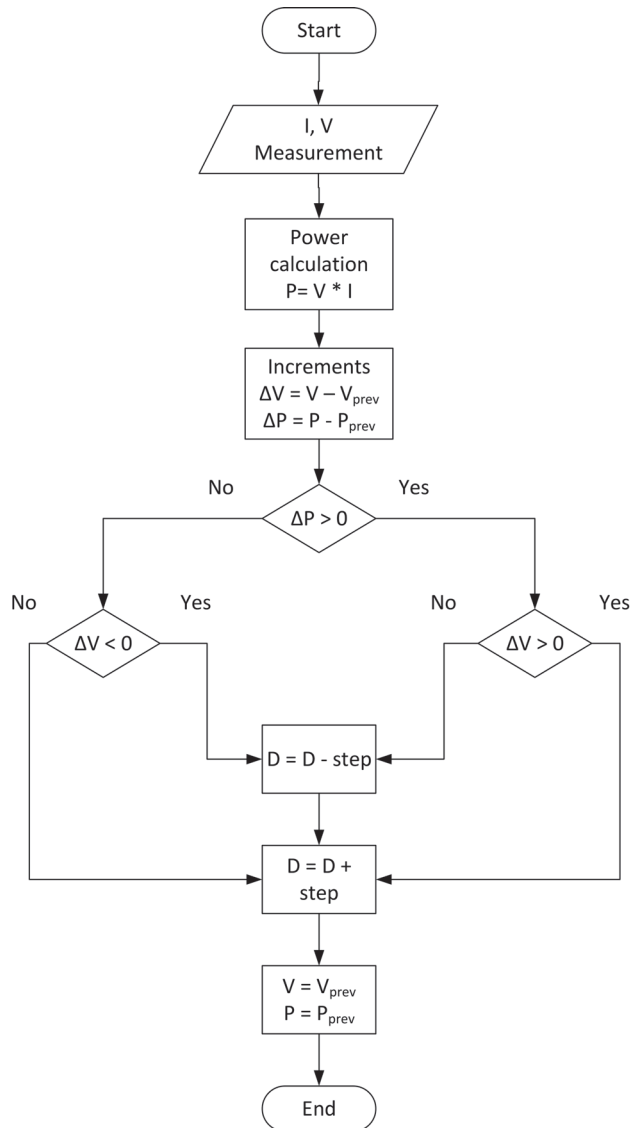 Start
I, V
Measurement
Power
calculation
P= V * I
Increments
ΔV = V – Vprev
ΔP = P - Pprev
No
Yes
ΔP > 0
No
Yes
No
Yes
ΔV < 0
ΔV > 0
D = D - step
D = D +
step
V = Vprev
P = Pprev
End